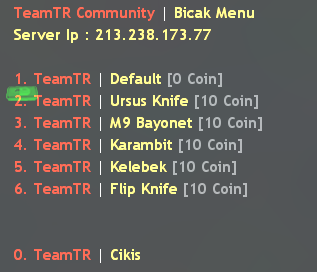 TeamTR Community | Bicak Menu
Server Ip : 213.238.173.77
1. TeamTR | Default [0 Coin]
2. TeamTR | Ursus Knife [10 Coin]
3. TeamTR | M9 Bayonet [10 Coin]
4. TeamTR | Karambit [10 Coin]
5. TeamTR | Kelebek [10 Coin]
6. TeamTR | Flip Knife [10 Coin]
0. TeamTR | Cikis